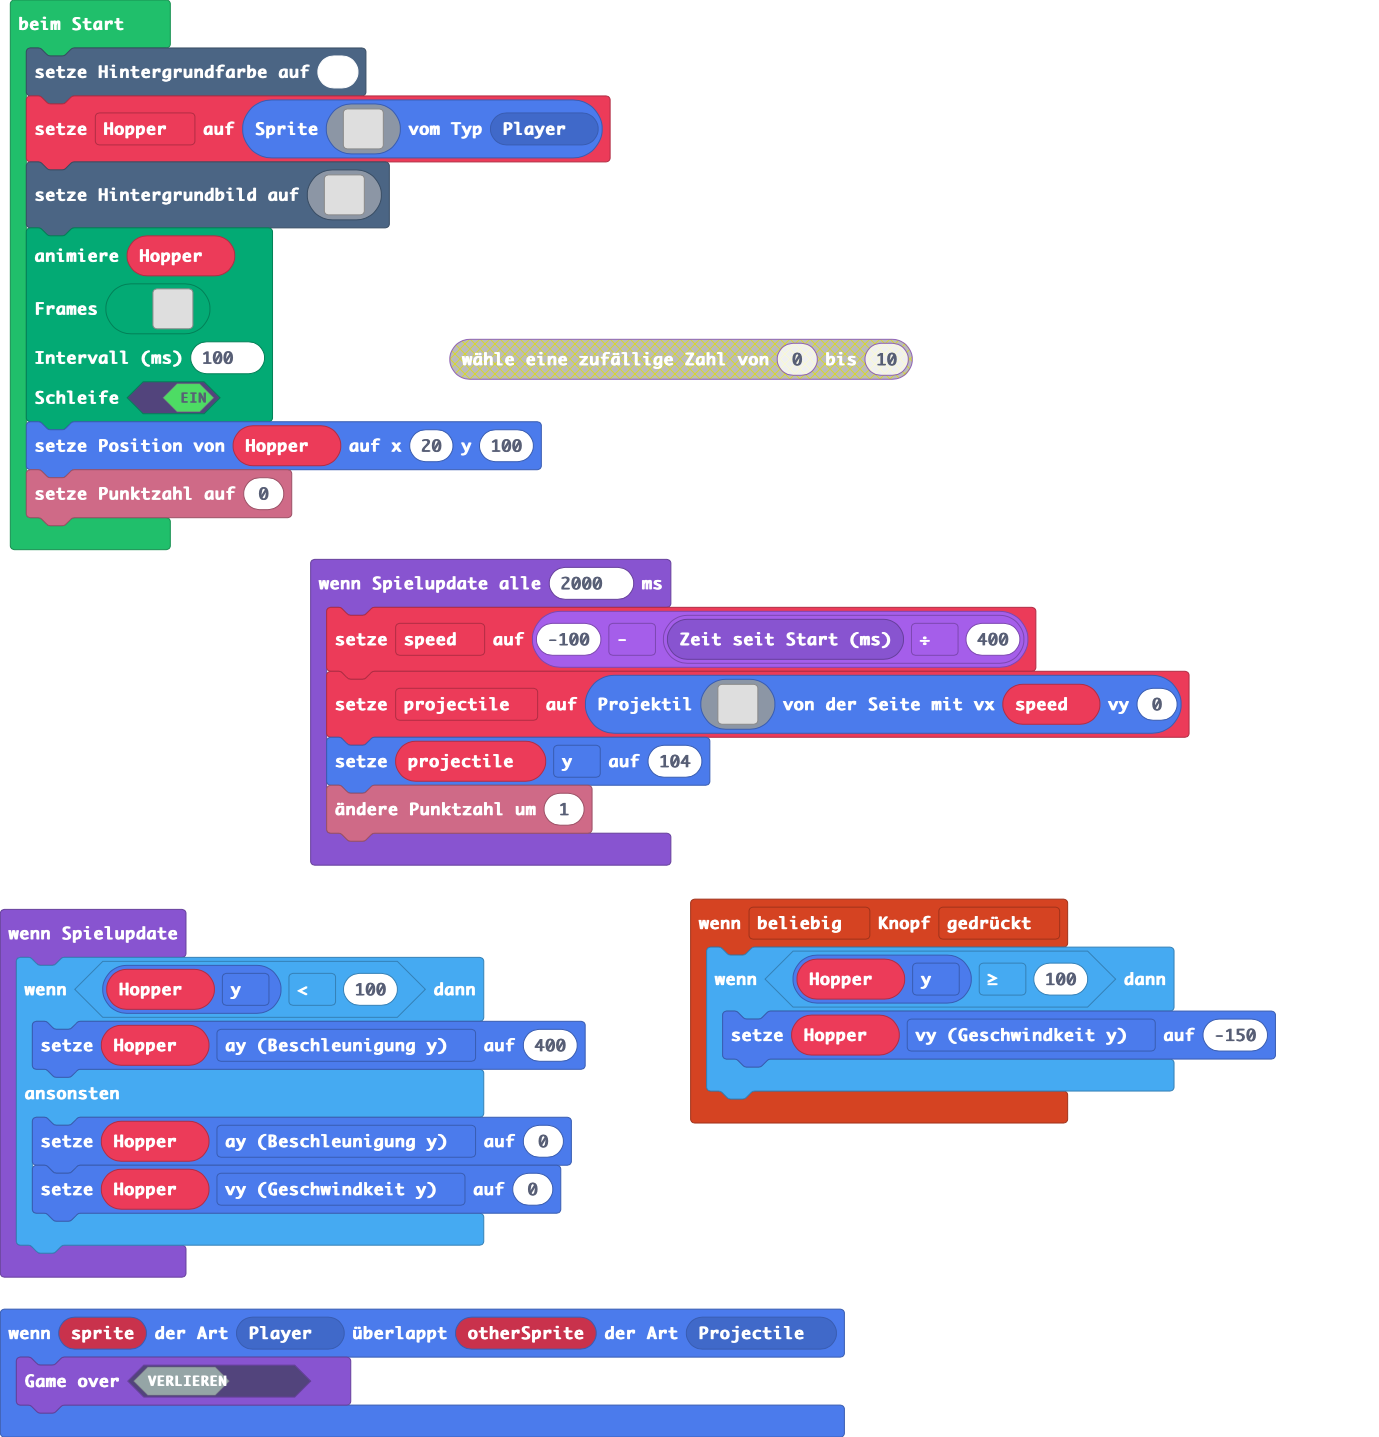 beim Start
setze Hintergrundfarbe auf
setze Hopper auf Sprite vom Typ Player
setze Hintergrundbild auf
animiere Hopper
Frames
Intervall (ms) 100
Schleife EIN
wähle eine zufällige Zahl von 0 bis 10
setze Position von Hopper auf x 20 y 100
setze Punktzahl auf 0
wenn Spielupdate alle 2000 ms
setze speed auf -100 - Zeit seit Start (ms) ÷ 400
setze projectile auf Projektil von der Seite mit vx speed vy 0
setze projectile y auf 104
ändere Punktzahl um 1
wenn Spielupdate
wenn Hopper y < 100 dann
setze Hopper ay (Beschleunigung y) auf 400
ansonsten
setze Hopper ay (Beschleunigung y) auf 0
setze Hopper vy (Geschwindkeit y) auf 0
wenn beliebig Knopf gedrückt
wenn Hopper y ≥ 100 dann
setze Hopper vy (Geschwindkeit y) auf -150
wenn sprite der Art Player überlappt otherSprite der Art Projectile
Game over VERLIEREN